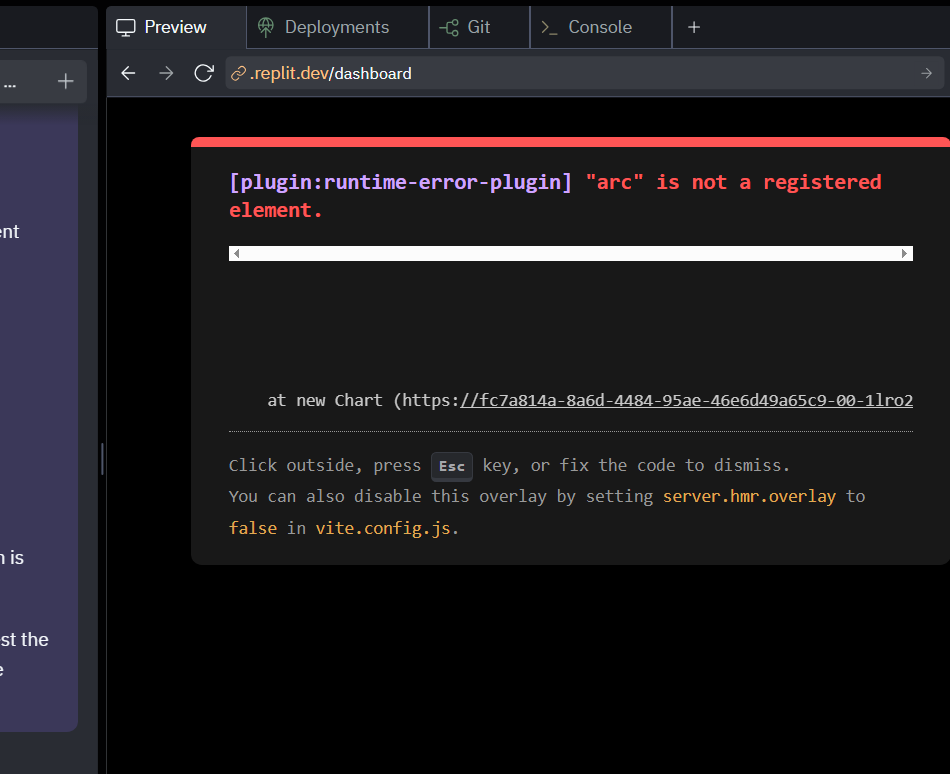 Preview
Deployments
Git
Console
...
.replit.dev/dashboard
[plugin:runtime-error-plugin] "arc" is not a registered
element.
ent
at new Chart (https://fc7a814a-8a6d-4484-95ae-46e6d49a65c9-00-1lro2
Click outside, press Esc key, or fix the code to dismiss.
You can also disable this overlay by setting server.hmr.overlay to
false in vite.config.js.
n is
st the
e